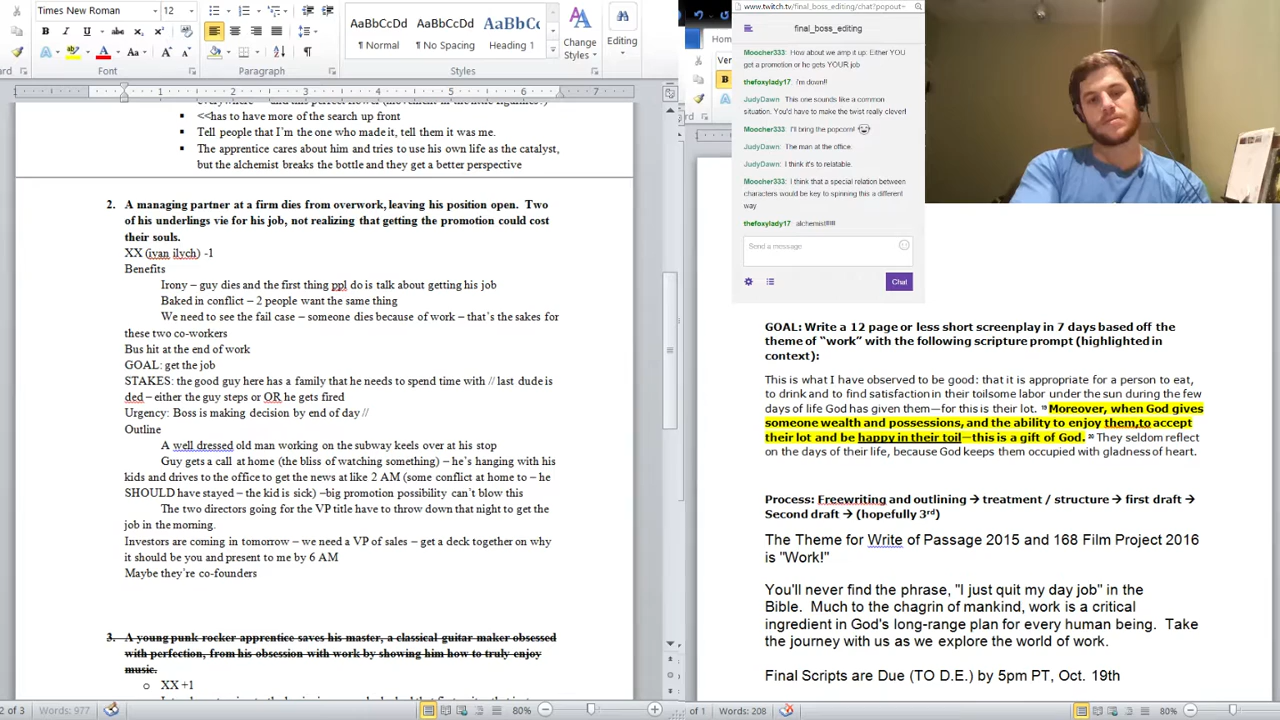 Times New Roman
12
AaBbCcDd
AaBbCcDd
AaBbCc
¶ Normal
¶ No Spacing
Heading 1
Change
Styles
Editing
Font
Paragraph
Styles
<<has to have more of the search up front
Tell people that I'm the one who made it, tell them it was me.
The apprentice cares about him and tries to use his own life as the catalyst,
but the alchemist breaks the bottle and they get a better perspective
2. A managing partner at a firm dies from overwork, leaving his position open. Two
of his underlings vie for his job, not realizing that getting the promotion could cost
their souls.
XX (ivan ilych) -1
Benefits
Irony – guy dies and the first thing ppl do is talk about getting his job
Baked in conflict – 2 people want the same thing
We need to see the fail case – someone dies because of work – that's the sakes for
these two co-workers
Bus hit at the end of work
GOAL: get the job
STAKES: the good guy here has a family that he needs to spend time with // last dude is
ded – either the guy steps or OR he gets fired
Urgency: Boss is making decision by end of day //
Outline
A well dressed old man working on the subway keels over at his stop
Guy gets a call at home (the bliss of watching something) – he's hanging with his
kids and drives to the office to get the news at like 2 AM (some conflict at home to – he
SHOULD have stayed – the kid is sick) –big promotion possibility can't blow this
The two directors going for the VP title have to throw down that night to get the
job in the morning.
Investors are coming in tomorrow – we need a VP of sales – get a deck together on why
it should be you and present to me by 6 AM
Maybe they're co-founders
3. A young punk rocker apprentice saves his master, a classical guitar maker obsessed
with perfection, from his obsession with work by showing him how to truly enjoy
music.
o XX +1
2 of 3
Words: 977
80%
www.twitch.tv/final_boss_editing/chat?popout=
final_boss_editing
Moocher333: How about we amp it up: Either YOU
get a promotion or he gets YOUR job
thefoxylady17 I'm down!!
JudyDawn This one sounds like a common
situation. You'd have to make the twist really clever!
Moocher333: I'll bring the popcorn!
JudyDawn: The man at the office.
JudyDawn: I think it's to relatable.
Moocher333: I think that a special relation between
characters would be key to spinning this a different
way
thefoxylady17 alchemist!!!!!
Send a message
Chat
GOAL: Write a 12 page or less short screenplay in 7 days based off the
theme of "work" with the following scripture prompt (highlighted in
context):
This is what I have observed to be good: that it is appropriate for a person to eat,
to drink and to find satisfaction in their toilsome labor under the sun during the few
days of life God has given them—for this is their lot. 19 Moreover, when God gives
someone wealth and possessions, and the ability to enjoy them,to accept
their lot and be happy in their toil—this is a gift of God. 20 They seldom reflect
on the days of their life, because God keeps them occupied with gladness of heart.
Process: Freewriting and outlining → treatment / structure → first draft →
Second draft → (hopefully 3rd)
The Theme for Write of Passage 2015 and 168 Film Project 2016
is "Work!"
You'll never find the phrase, "I just quit my day job" in the
Bible. Much to the chagrin of mankind, work is a critical
ingredient in God's long-range plan for every human being. Take
the journey with us as we explore the world of work.
Final Scripts are Due (TO D.E.) by 5pm PT, Oct. 19th
of 1
Words: 208
80%